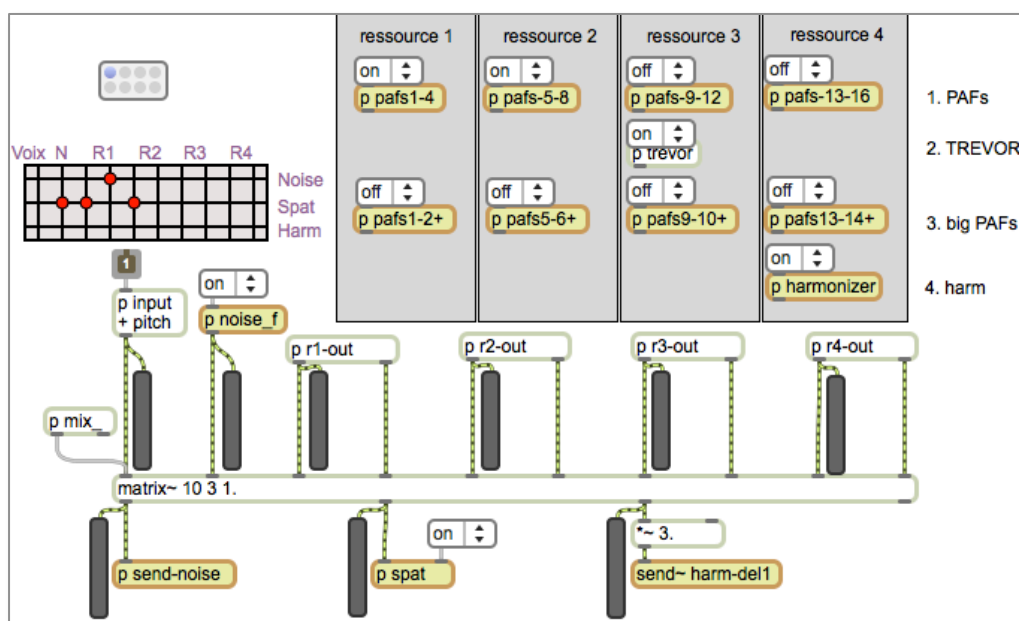 ressource 1 ressource 2 ressource 3 ressource 4
on on off off
p pafs1-4 p pafs-5-8 p pafs-9-12 p pafs-13-16 1. PAFs
on
p trevor 2. TREVOR
Voix N R1 R2 R3 R4
Noise
off off off off
Spat p pafs1-2+ p pafs5-6+ p pafs9-10+ p pafs13-14+ 3. big PAFs
Harm
on
1
on
p harmonizer 4. harm
p input
+ pitch
p noise_f
p r1-out p r2-out p r3-out p r4-out
p mix_
matrix~ 10 3 1.
on *~ 3.
p send-noise p spat send~ harm-del1